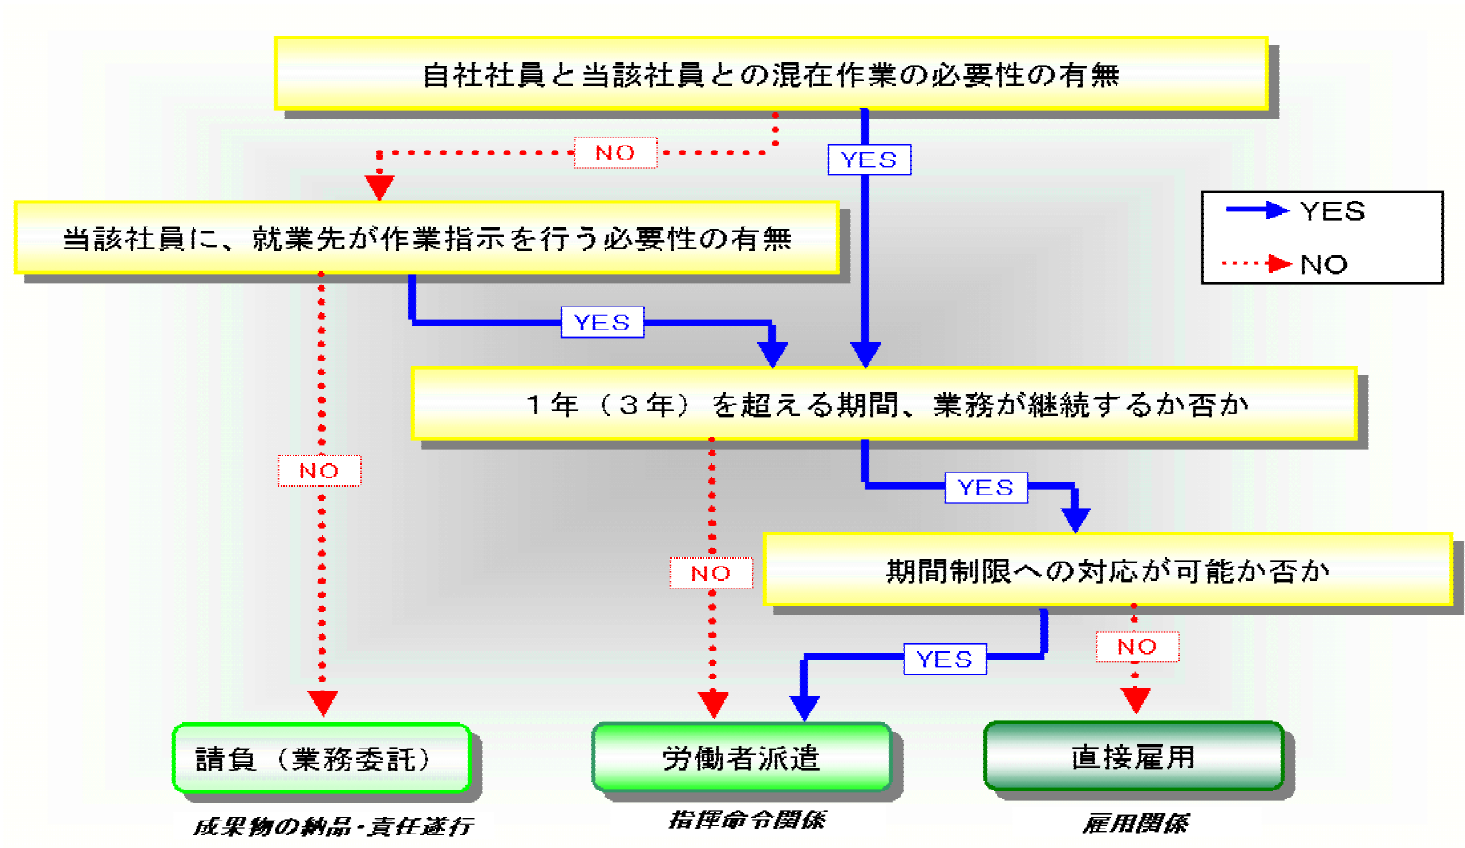 自社社員と当該社員との混在作業の必要性の有無
NO
YES
YES
NO
当該社員に、就業先が作業指示を行う必要性の有無
YES
1年（3年）を超える期間、業務が継続するか否か
NO
YES
期間制限への対応が可能か否か
NO
YES
NO
請負（業務委託）
労働者派遣
直接雇用
成果物の納品・責任遂行
指揮命令関係
雇用関係